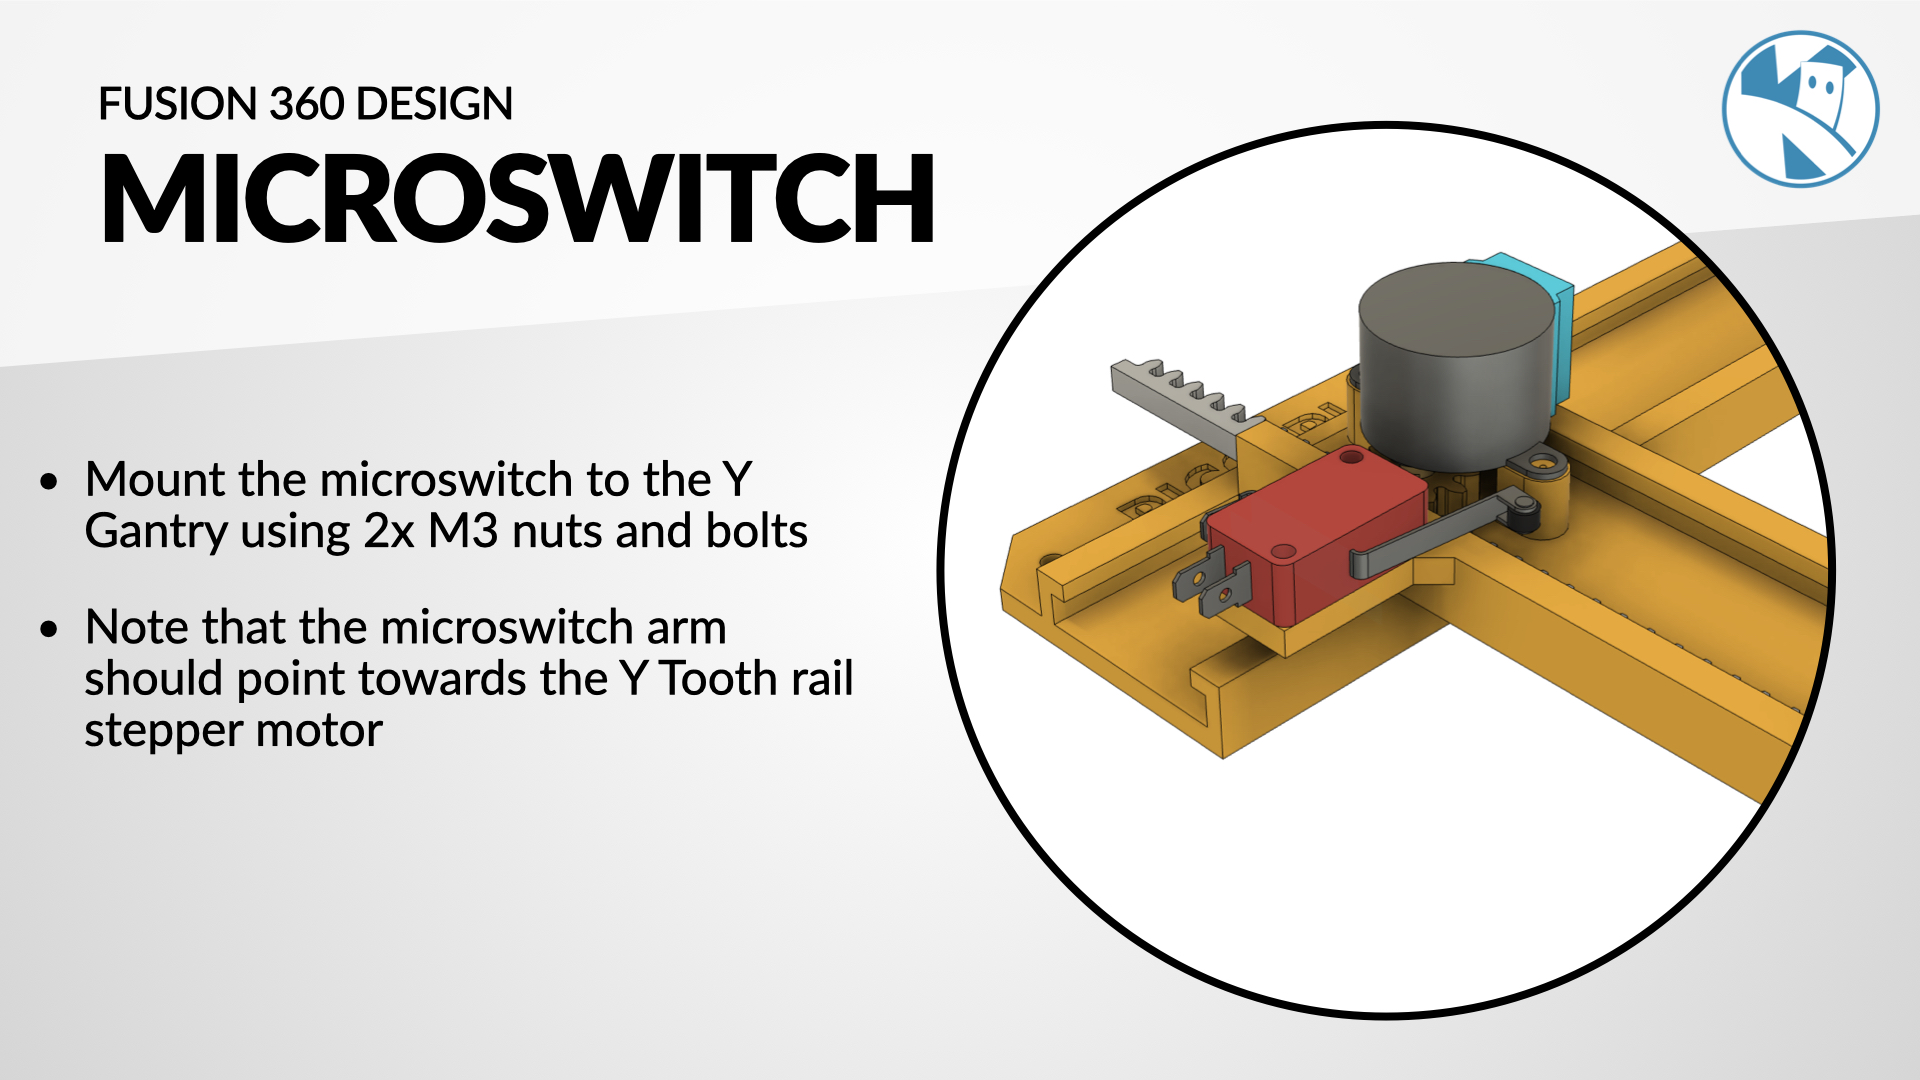 FUSION 360 DESIGN
MICROSWITCH
• Mount the microswitch to the Y
Gantry using 2x M3 nuts and bolts
• Note that the microswitch arm
should point towards the Y Tooth rail
stepper motor